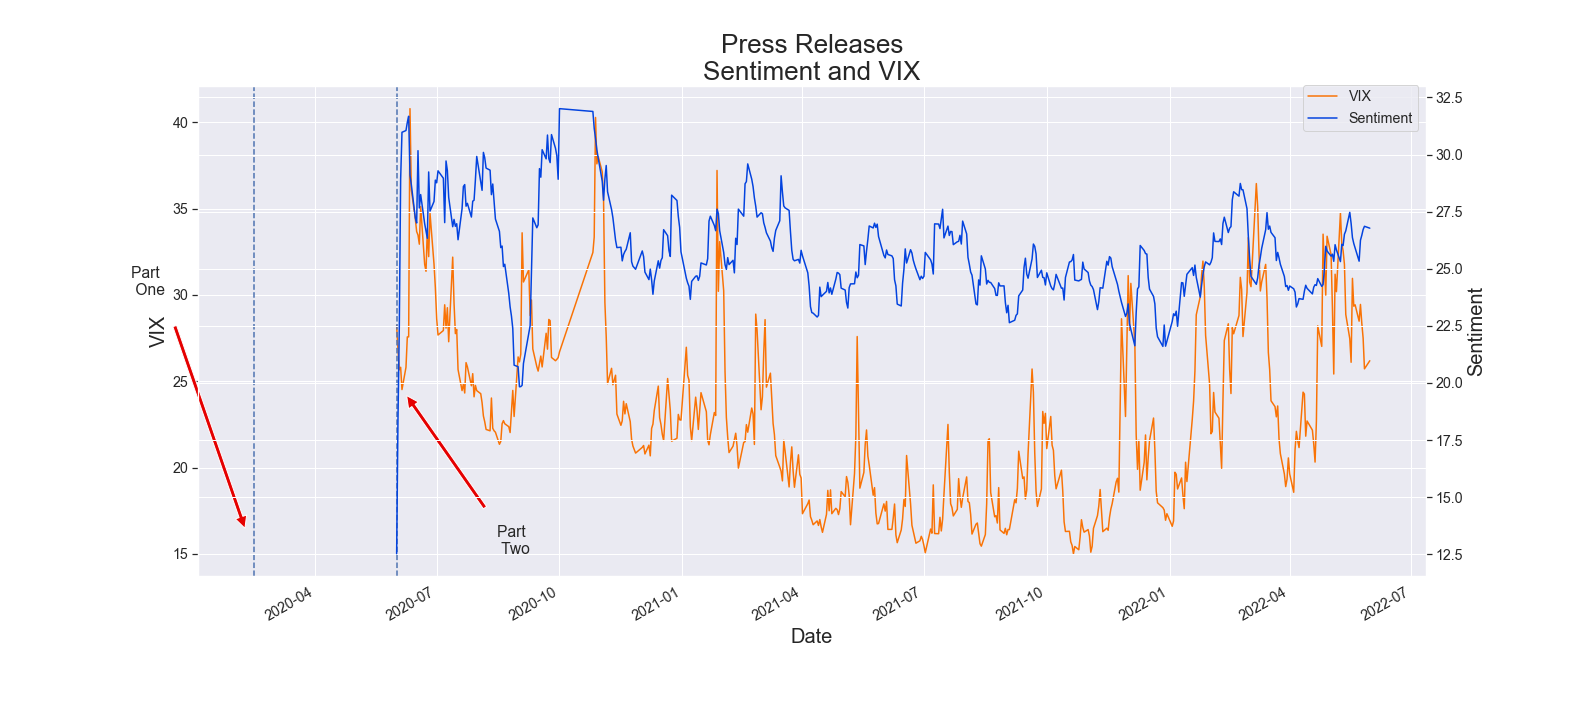 Press Releases
Sentiment and VIX
VIX
Sentiment
40
35
30
25
20
15
VIX
Part
One
Part
Two
32.5
30.0
27.5
25.0
22.5
20.0
17.5
15.0
12.5
Sentiment
2020-04
2020-07
2020-10
2021-01
2021-04
2021-07
2021-10
2022-01
2022-04
2022-07
Date